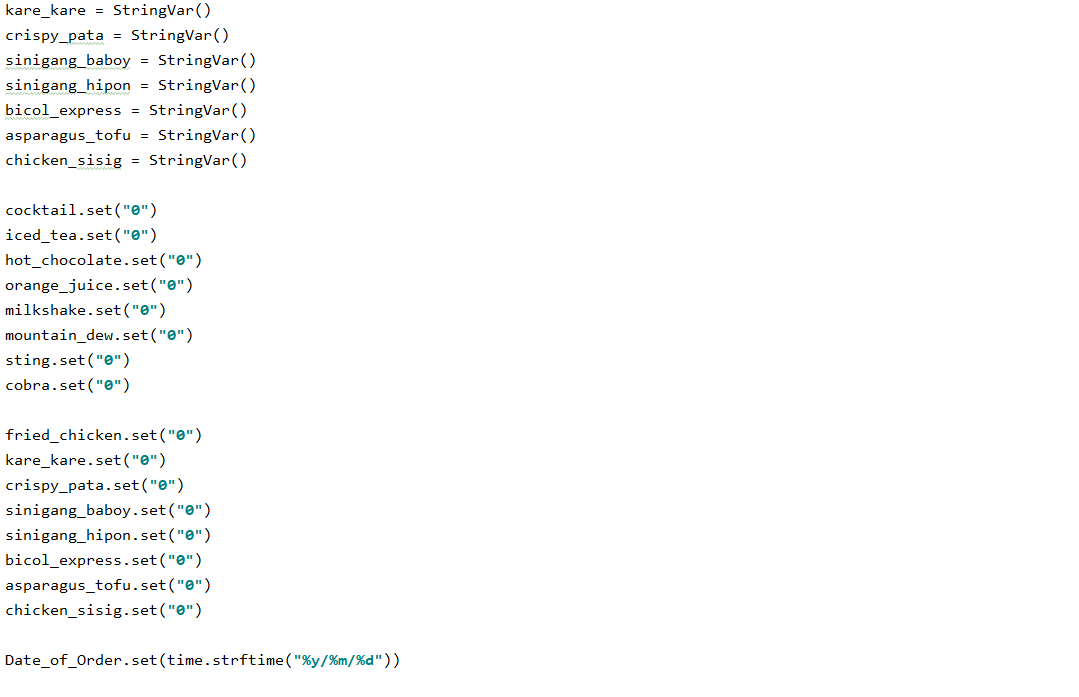 kare_kare = StringVar()
crispy_pata = StringVar()
sinigang_baboy = StringVar()
sinigang_hipon = StringVar()
bicol_express = StringVar()
asparagus_tofu = StringVar()
chicken_sisig = StringVar()
cocktail.set("0")
iced_tea.set("0")
hot_chocolate.set("0")
orange_juice.set("0")
milkshake.set("0")
mountain_dew.set("0")
sting.set("0")
cobra.set("0")
fried_chicken.set("0")
kare_kare.set("0")
crispy_pata.set("0")
sinigang_baboy.set("0")
sinigang_hipon.set("0")
bicol_express.set("0")
asparagus_tofu.set("0")
chicken_sisig.set("0")
Date_of_Order.set(time.strftime("%y/%m/%d"))